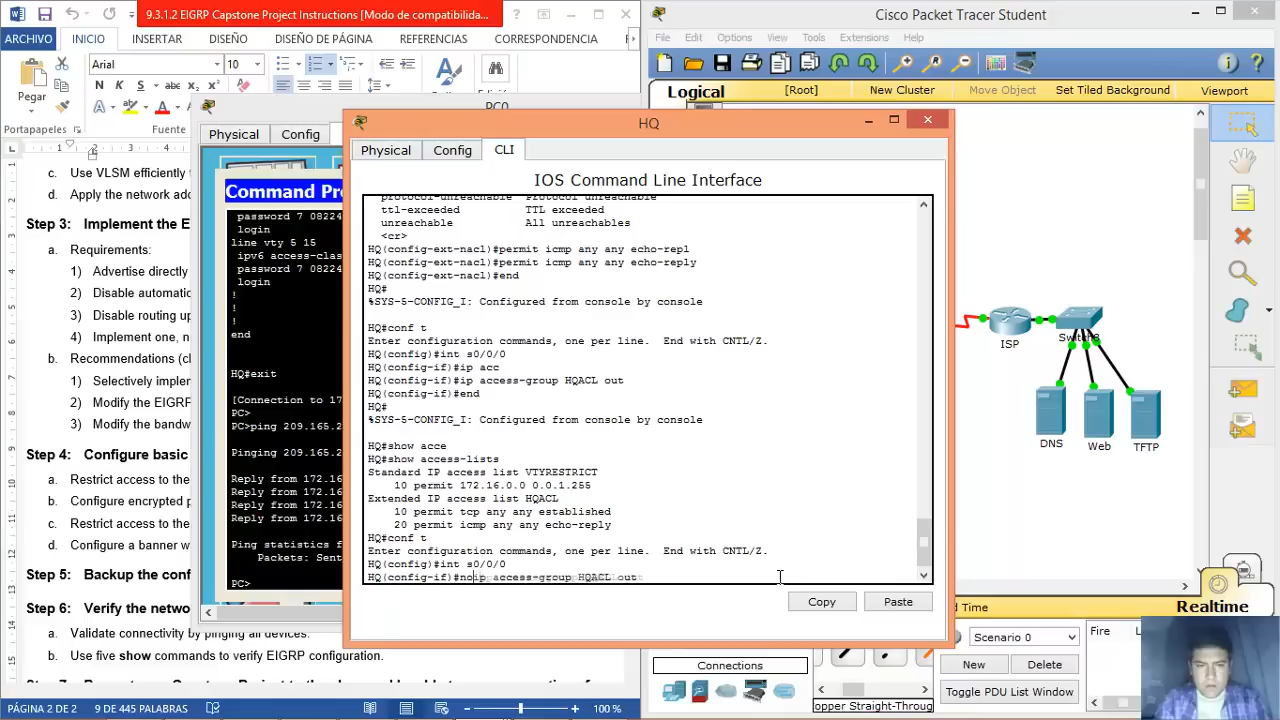 9.3.1.2 EIGRP Capstone Project Instructions [Modo de compatibilida...
Cisco Packet Tracer Student
ARCHIVO INICIO INSERTAR DISEÑO DISEÑO DE PÁGINA REFERENCIAS CORRESPONDENCIA
File Edit Options View Tools Extensions Help
Arial 10
N K S abc
Pegar
Portapapeles Fuente
Logical [Root] New Cluster Move Object Set Tiled Background Viewport
PC0
Physical Config
HQ
Physical Config CLI
IOS Command Line Interface
c. Use VLSM efficiently
d. Apply the network add
Step 3: Implement the E
a. Requirements:
1) Advertise directly
2) Disable automatic
3) Disable routing up
4) Implement one, n
b. Recommendations (cl
1) Selectively implem
2) Modify the EIGRP
3) Modify the bandw
Step 4: Configure basic
a. Restrict access to the
b. Configure encrypted p
c. Restrict access to the
d. Configure a banner w
Step 5: Backup the conf
Step 6: Verify the netwo
a. Validate connectivity by pinging all devices.
b. Use five show commands to verify EIGRP configuration.
Command Pro
password 7 08224
login
line vty 5 15
ipv6 access-clas
password 7 08224
login
!
!
!
end
HQ#exit
[Connection to 17
PC>
PC>ping 209.165.2
Pinging 209.165.2
Reply from 172.16
Reply from 172.16
Reply from 172.16
Reply from 172.16
Ping statistics f
Packets: Sent
PC>
protocol-unreachable Protocol unreachable
ttl-exceeded TTL exceeded
unreachable All unreachables
<cr>
HQ(config-ext-nacl)#permit icmp any any echo-repl
HQ(config-ext-nacl)#permit icmp any any echo-reply
HQ(config-ext-nacl)#end
HQ#
%SYS-5-CONFIG_I: Configured from console by console
HQ#conf t
Enter configuration commands, one per line. End with CNTL/Z.
HQ(config)#int s0/0/0
HQ(config-if)#ip acc
HQ(config-if)#ip access-group HQACL out
HQ(config-if)#end
HQ#
%SYS-5-CONFIG_I: Configured from console by console
HQ#show acce
HQ#show access-lists
Standard IP access list VTYRESTRICT
10 permit 172.16.0.0 0.0.1.255
Extended IP access list HQACL
10 permit tcp any any established
20 permit icmp any any echo-reply
HQ#conf t
Enter configuration commands, one per line. End with CNTL/Z.
HQ(config)#int s0/0/0
HQ(config-if)#no ip access-group HQACL out
Copy Paste
ISP
DNS Web TFTP
Realtime
Scenario 0 Fire
New Delete
Toggle PDU List Window
Connections
PÁGINA 2 DE 2 9 DE 445 PALABRAS 100 %